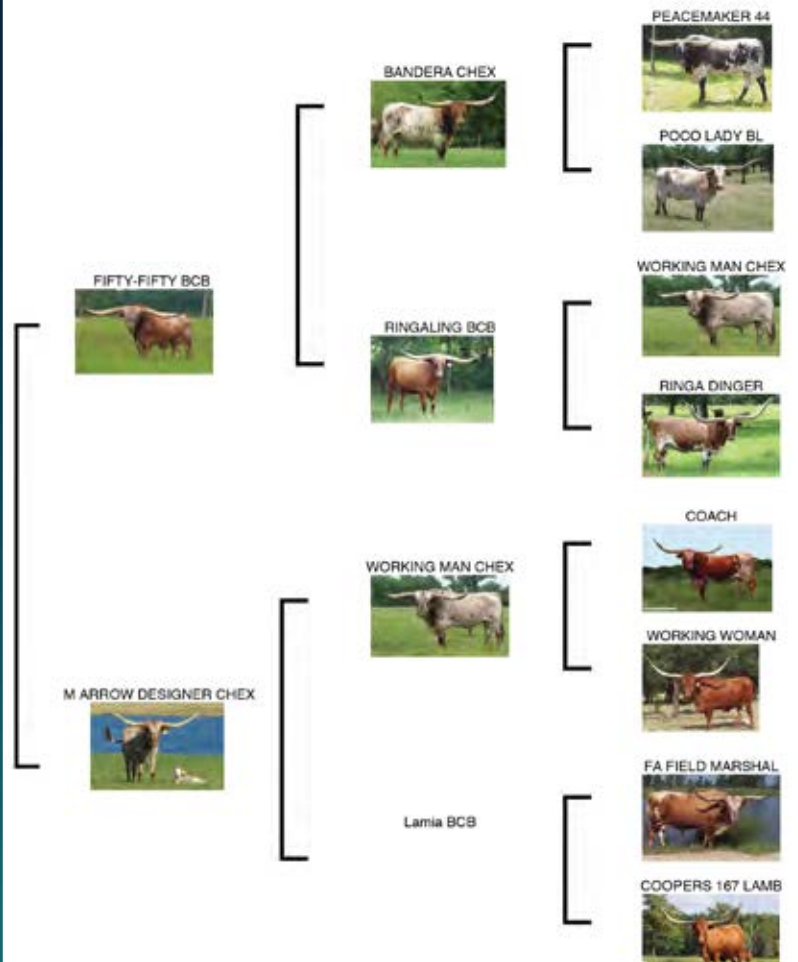 PEACEMAKER 44
BANDERA CHEX
POCO LADY BL
FIFTY-FIFTY BCB
WORKING MAN CHEX
RINGALING BCB
RINGA DINGER
COACH
WORKING MAN CHEX
WORKING WOMAN
M ARROW DESIGNER CHEX
FA FIELD MARSHAL
Lamia BCB
COOPERS 167 LAMB